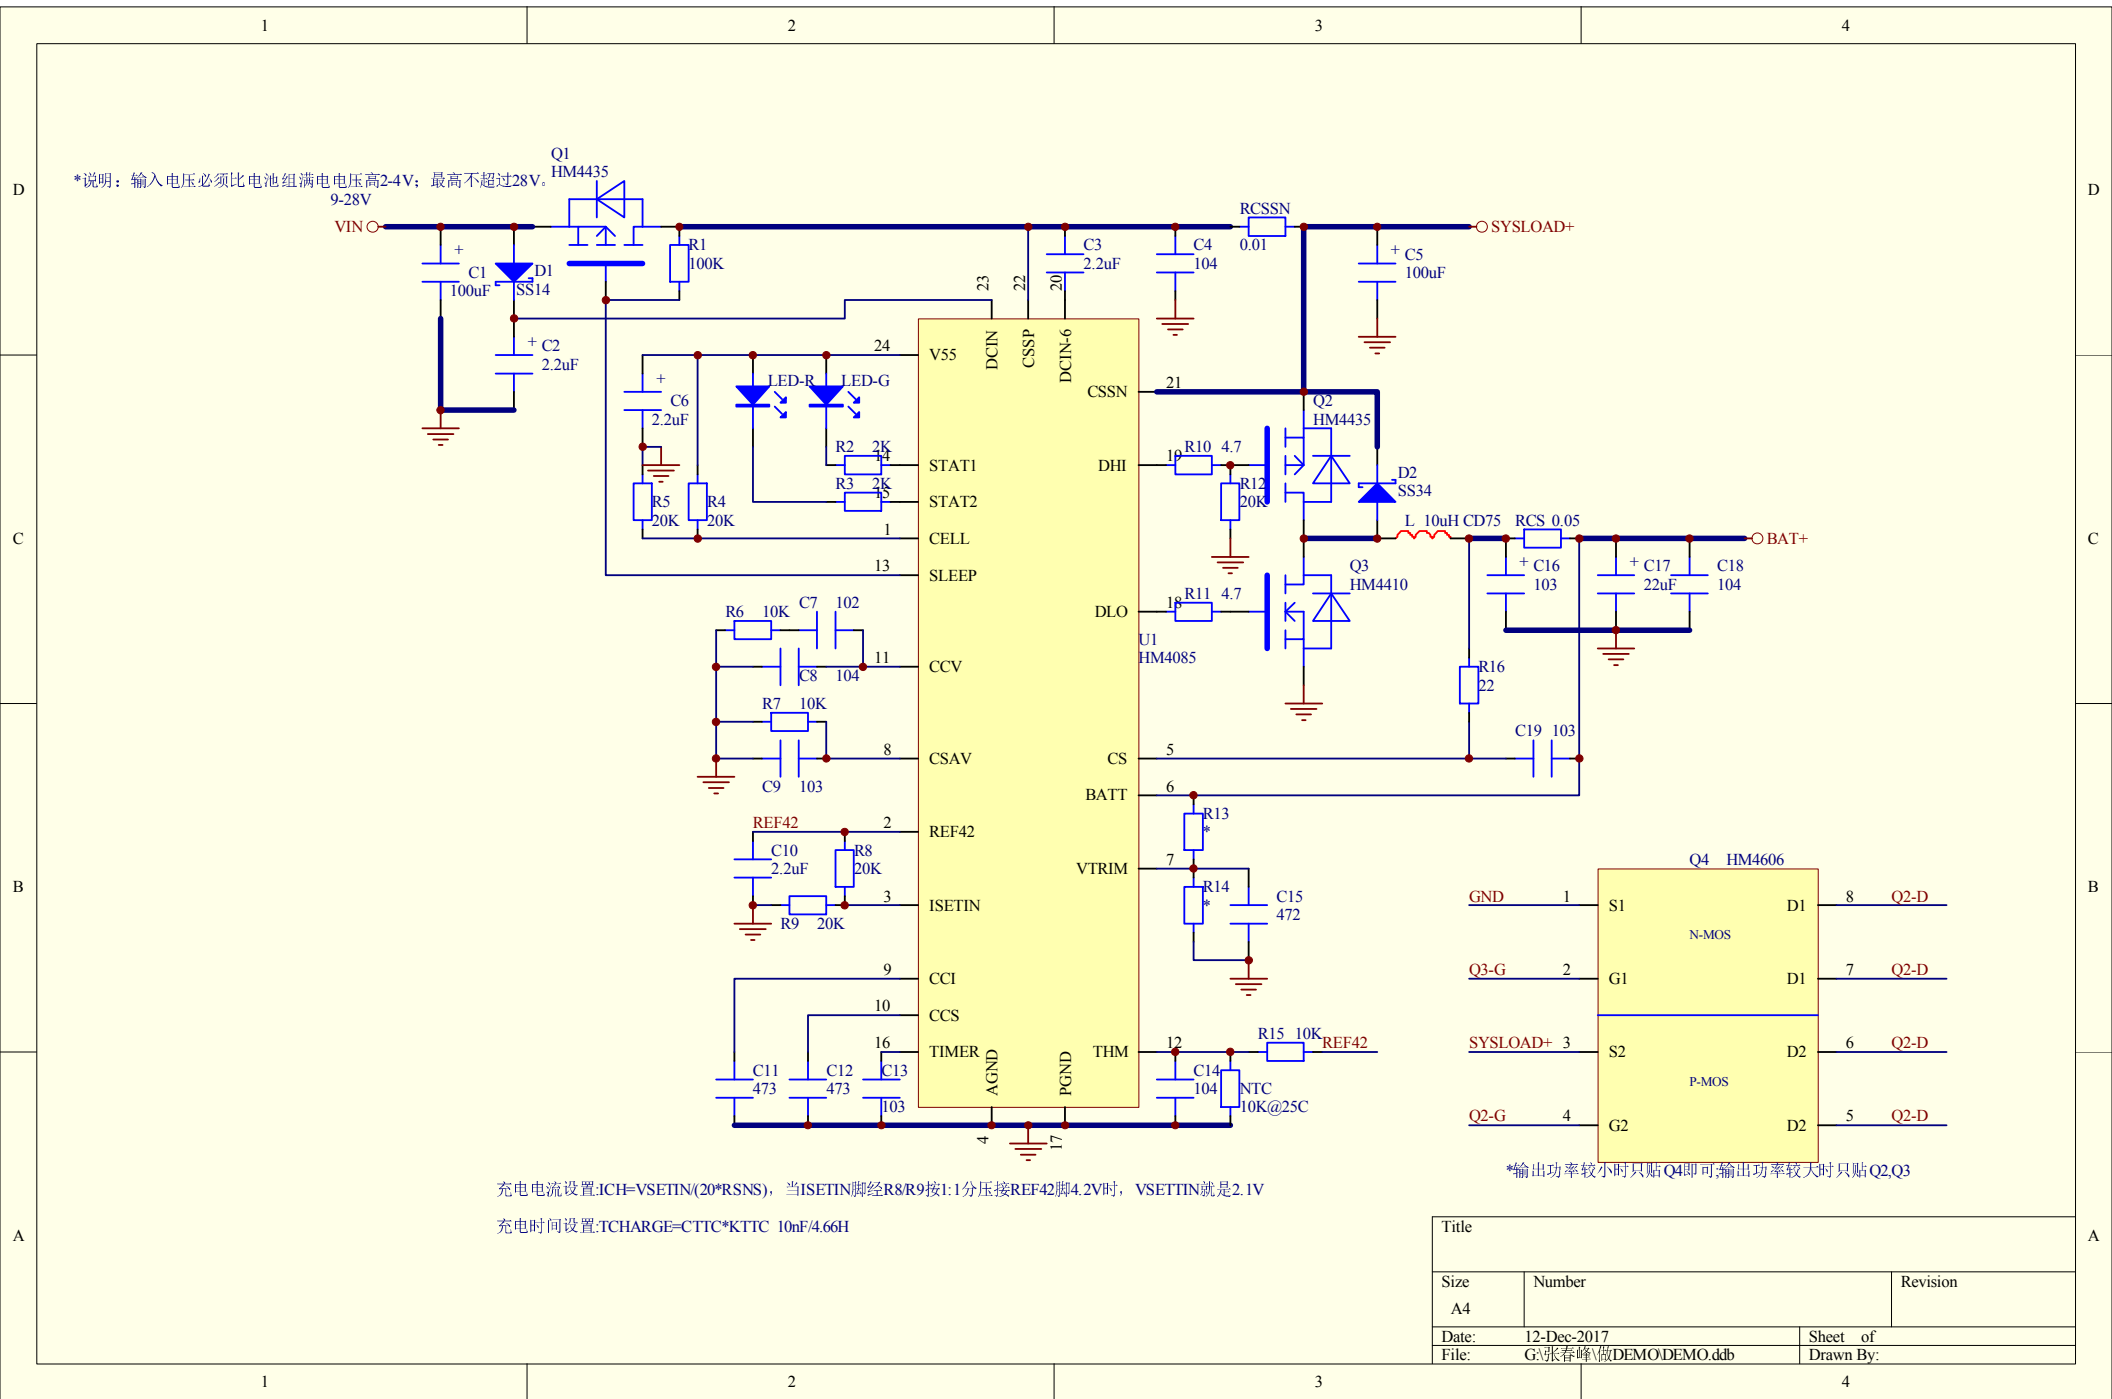 1 2 3 4
D
C
B
A
D
C
B
A
1 2 3 4
*说明：输入电压必须比电池组满电电压高2-4V；最高不超过28V。
9-28V
VIN
Q1
HM4435
C1
100uF
D1
SS14
C2
2.2uF
R1
100K
C3
2.2uF
C4
104
RCSSN
0.01
SYSLOAD+
C5
100uF
23
22
20
DCIN
CSSP
DCIN-6
24
V55
C6
2.2uF
LED-R
LED-G
R2 2K
14
STAT1
R3 2K
15
STAT2
R5
20K
R4
20K
1
CELL
13
SLEEP
R6 10K
C7 102
C8 104
11
CCV
R7 10K
C9 103
8
CSAV
REF42
2
REF42
C10
2.2uF
R8
20K
R9 20K
3
ISETIN
9
CCI
10
CCS
16
TIMER
C11
473
C12
473
C13
103
AGND
PGND
4
17
U1
HM4085
CSSN
21
Q2
HM4435
DHI
19
R10 4.7
R12
20K
D2
SS34
L 10uH CD75
RCS 0.05
BAT+
Q3
HM4410
DLO
18
R11 4.7
C16
103
C17
22uF
C18
104
R16
22
C19 103
CS
5
BATT
6
R13
*
VTRIM
7
R14
*
C15
472
THM
12
R15 10K
REF42
C14
104
NTC
10K@25C
Q4 HM4606
GND 1 S1 D1 8 Q2-D
N-MOS
Q3-G 2 G1 D1 7 Q2-D
SYSLOAD+ 3 S2 D2 6 Q2-D
P-MOS
Q2-G 4 G2 D2 5 Q2-D
*输出功率较小时只贴Q4即可;输出功率较大时只贴Q2,Q3
充电电流设置:ICH=VSETIN/(20*RSNS)，当ISETIN脚经R8/R9按1:1分压接REF42脚4.2V时，VSETTIN就是2.1V
充电时间设置:TCHARGE=CTTC*KTTC 10nF/4.66H
Title
Size Number Revision
A4
Date: 12-Dec-2017 Sheet of
File: G:\张春峰\做DEMO\DEMO.ddb Drawn By: